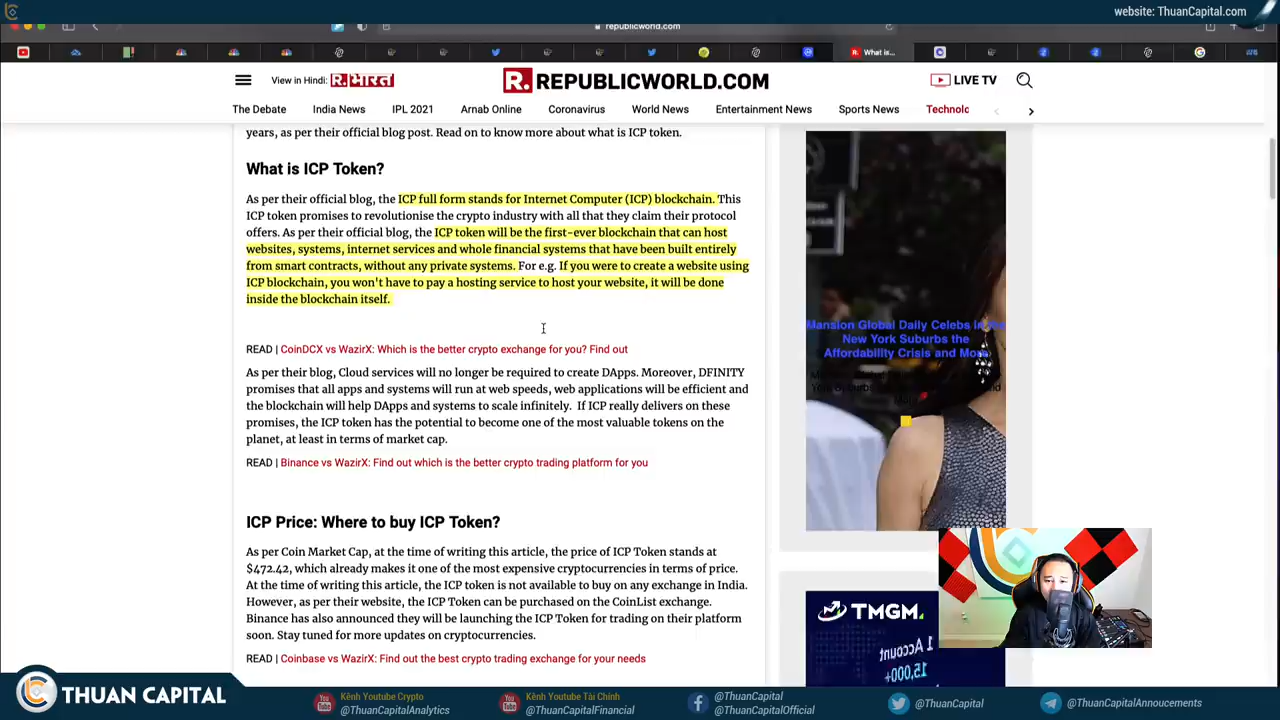 website: ThuanCapital.com
republicworld.com
What is...
View in Hindi: R.भारत
R. REPUBLICWORLD.COM
LIVE TV
The Debate
India News
IPL 2021
Arnab Online
Coronavirus
World News
Entertainment News
Sports News
Technolo
years, as per their official blog post. Read on to know more about what is ICP token.
What is ICP Token?
As per their official blog, the ICP full form stands for Internet Computer (ICP) blockchain. This
ICP token promises to revolutionise the crypto industry with all that they claim their protocol
offers. As per their official blog, the ICP token will be the first-ever blockchain that can host
websites, systems, internet services and whole financial systems that have been built entirely
from smart contracts, without any private systems. For e.g. If you were to create a website using
ICP blockchain, you won't have to pay a hosting service to host your website, it will be done
inside the blockchain itself.
READ | CoinDCX vs WazirX: Which is the better crypto exchange for you? Find out
As per their blog, Cloud services will no longer be required to create DApps. Moreover, DFINITY
promises that all apps and systems will run at web speeds, web applications will be efficient and
the blockchain will help DApps and systems to scale infinitely. If ICP really delivers on these
promises, the ICP token has the potential to become one of the most valuable tokens on the
planet, at least in terms of market cap.
READ | Binance vs WazirX: Find out which is the better crypto trading platform for you
ICP Price: Where to buy ICP Token?
As per Coin Market Cap, at the time of writing this article, the price of ICP Token stands at
$472.42, which already makes it one of the most expensive cryptocurrencies in terms of price.
At the time of writing this article, the ICP token is not available to buy on any exchange in India.
However, as per their website, the ICP Token can be purchased on the CoinList exchange.
Binance has also announced they will be launching the ICP Token for trading on their platform
soon. Stay tuned for more updates on cryptocurrencies.
READ | Coinbase vs WazirX: Find out the best crypto trading exchange for your needs
Mansion Global Daily Celebs in the
New York Suburbs the
Affordability Crisis and More
TMGM
1 Account
15,000+
THUAN CAPITAL
Kênh Youtube Crypto
@ThuanCapitalAnalytics
Kênh Youtube Tài Chính
@ThuanCapitalFinancial
@ThuanCapital
@ThuanCapitalOfficial
@ThuanCapital
@ThuanCapitalAnnoucements